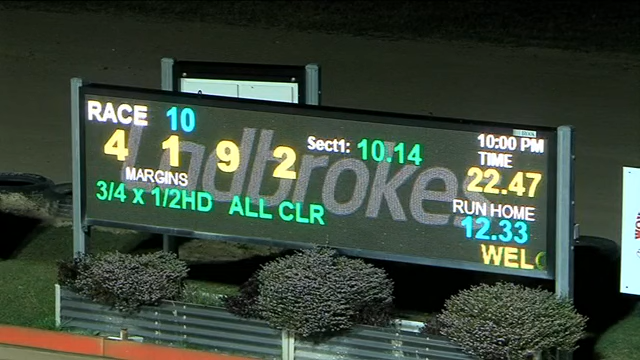 RACE 10
4 1 9 2
MARGINS
3/4 x 1/2HD ALL CLR
Ladbrokes
Sect1: 10.14
10:00 PM
TIME
22.47
RUN HOME
12.33
WELC